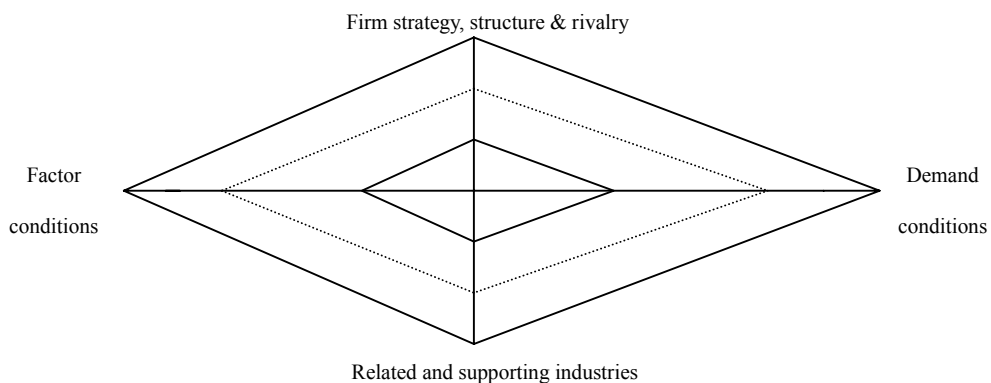 Firm strategy, structure & rivalry
Factor
conditions
Demand
conditions
Related and supporting industries